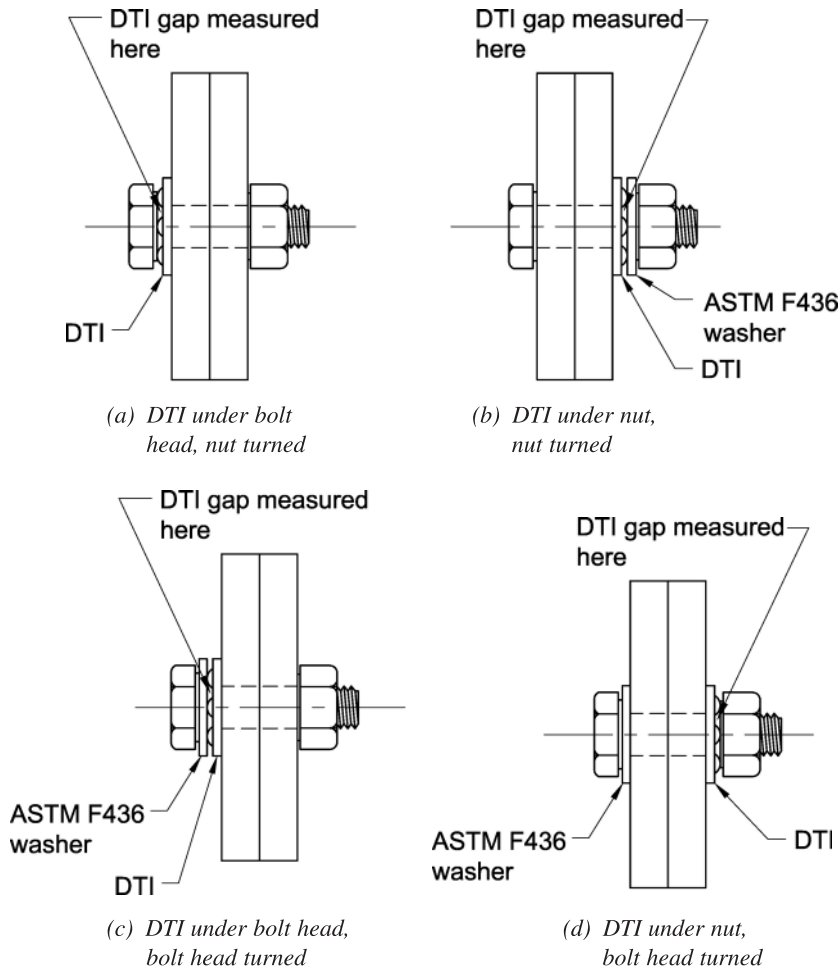 DTI gap measured
here
DTI
(a) DTI under bolt
head, nut turned
DTI gap measured
here
ASTM F436
washer
DTI
(b) DTI under nut,
nut turned
DTI gap measured
here
ASTM F436
washer
DTI
(c) DTI under bolt head,
bolt head turned
DTI gap measured
here
ASTM F436
washer
DTI
(d) DTI under nut,
bolt head turned